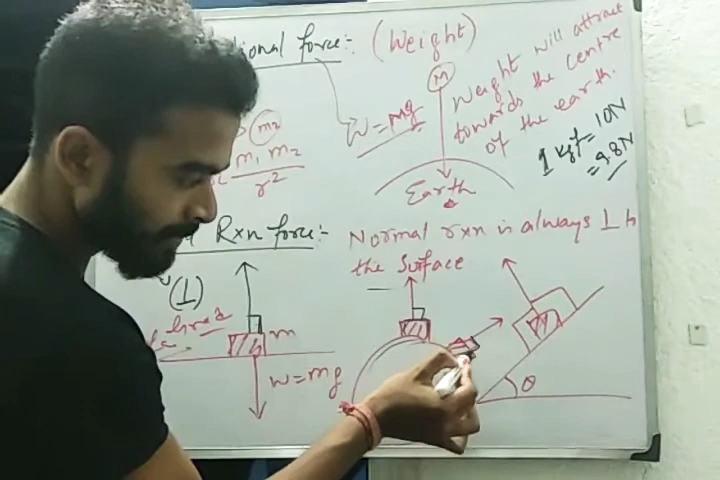 ional force:- (Weight)
W = mg
M
Weight will attract
towards the centre
of the earth.
1 kgf = 10N
= 9.8N
m2
m1 m2
r²
Earth
Rxn force:-
Normal rxn is always ⊥ to
the surface
(⊥)
m
W = mg
θ